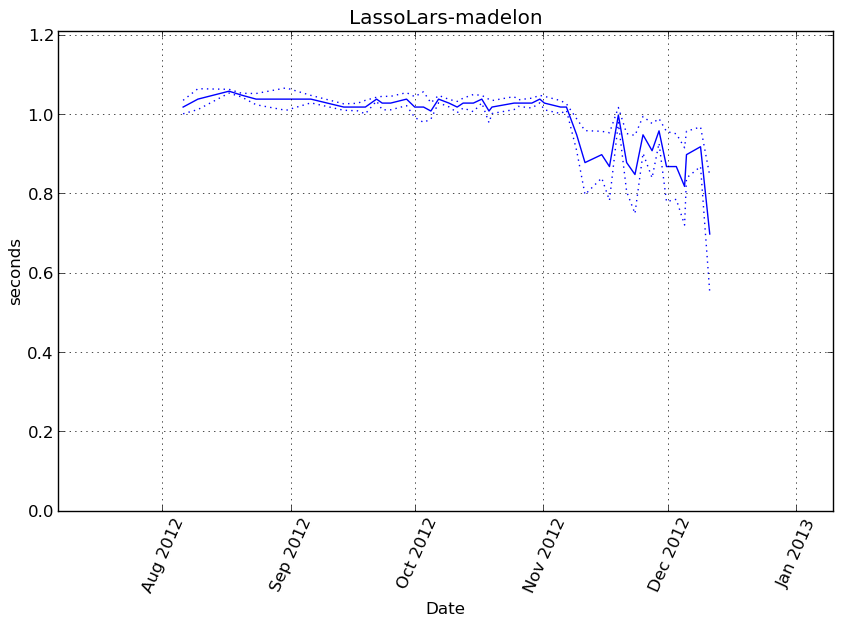 LassoLars-madelon
1.2
1.0
0.8
0.6
0.4
0.2
0.0
seconds
Aug 2012
Sep 2012
Oct 2012
Nov 2012
Dec 2012
Jan 2013
Date